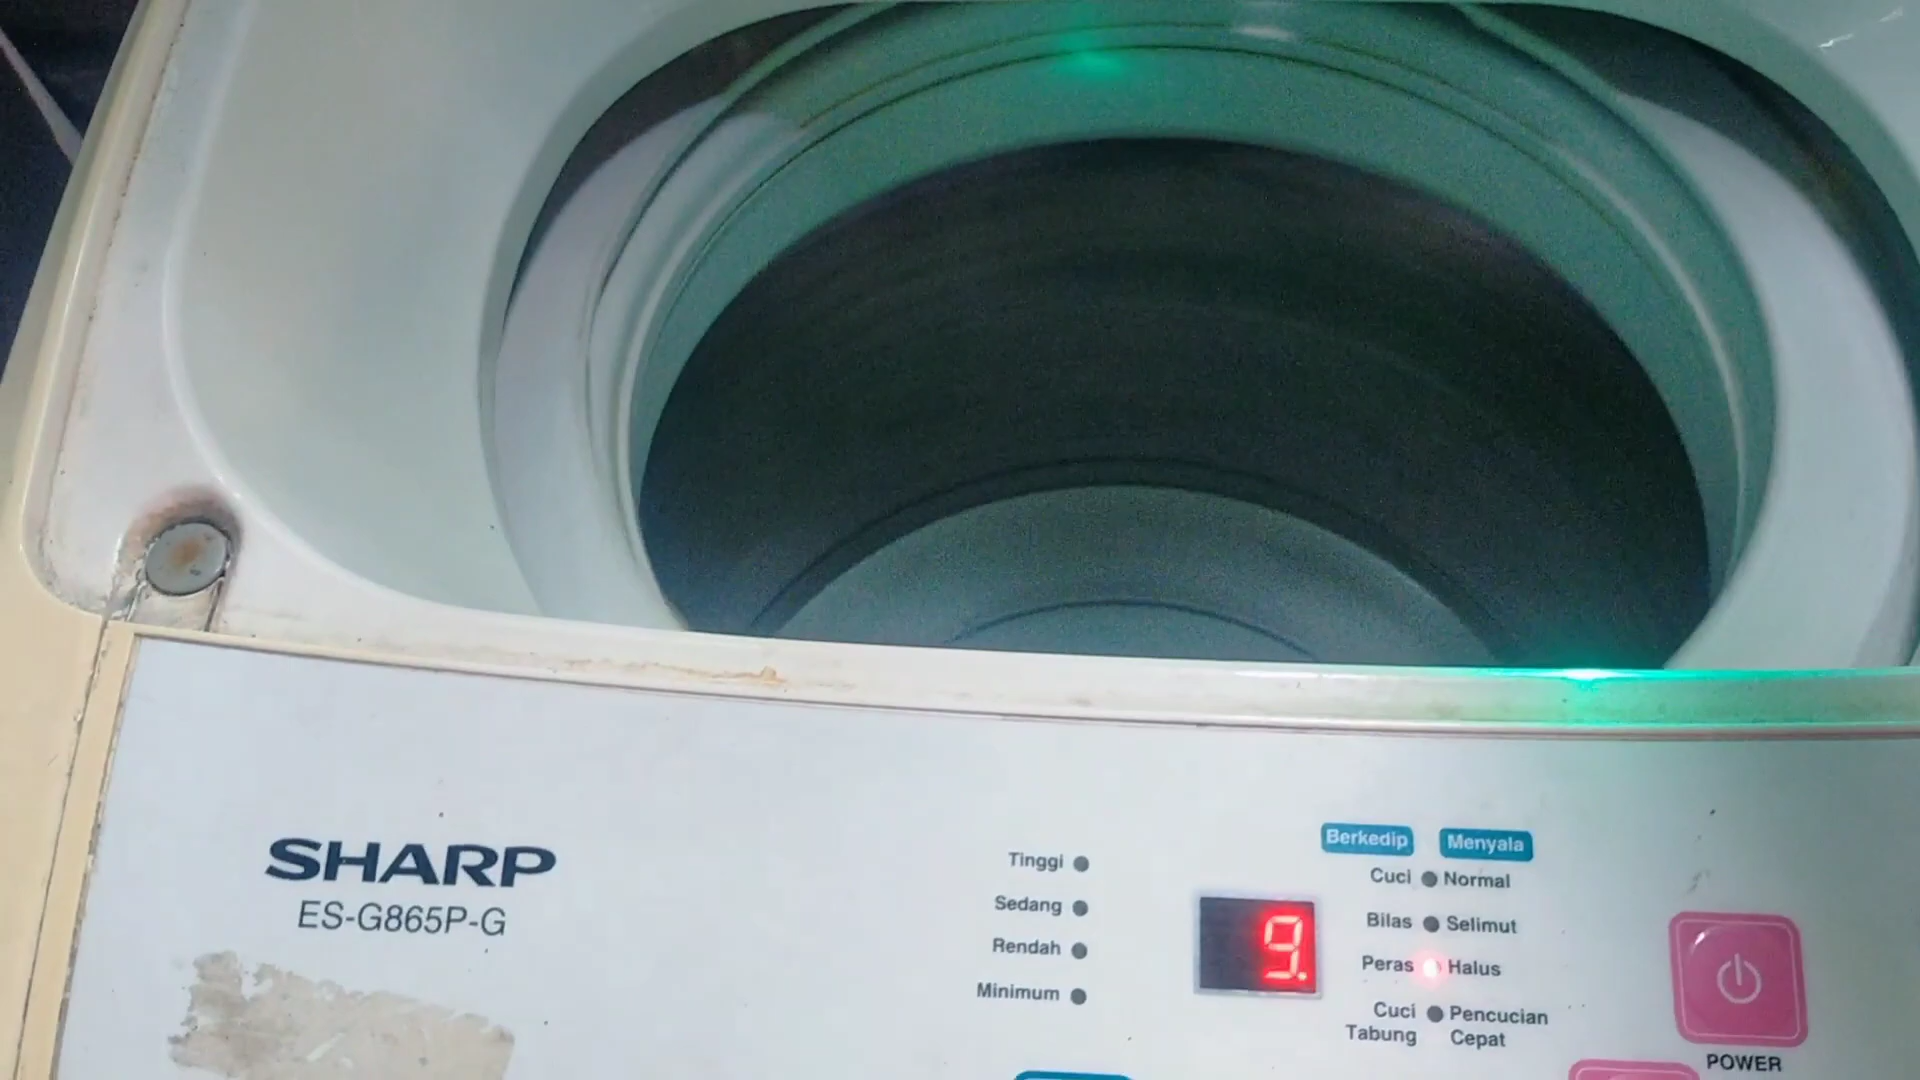 SHARP
ES-G865P-G
Tinggi
Sedang
Rendah
Minimum
9.
Berkedip Menyala
Cuci Normal
Bilas Selimut
Peras Halus
Cuci Tabung Pencucian Cepat
POWER